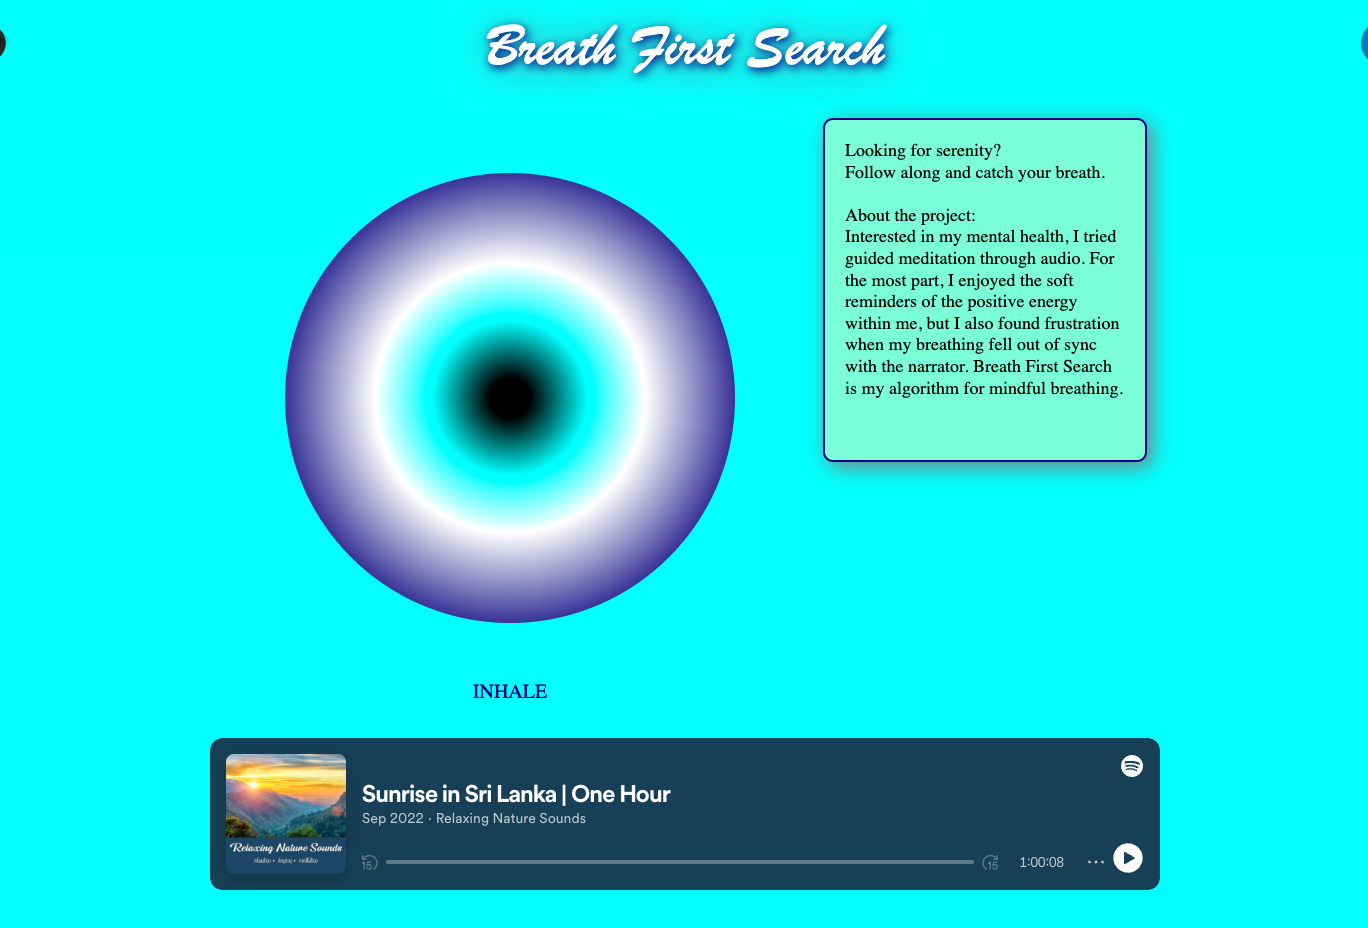 Breath First Search
Looking for serenity?
Follow along and catch your breath.
About the project:
Interested in my mental health, I tried
guided meditation through audio. For
the most part, I enjoyed the soft
reminders of the positive energy
within me, but I also found frustration
when my breathing fell out of sync
with the narrator. Breath First Search
is my algorithm for mindful breathing.
INHALE
Relaxing Nature Sounds
Sunrise in Sri Lanka | One Hour
Sep 2022 · Relaxing Nature Sounds
15
15
1:00:08